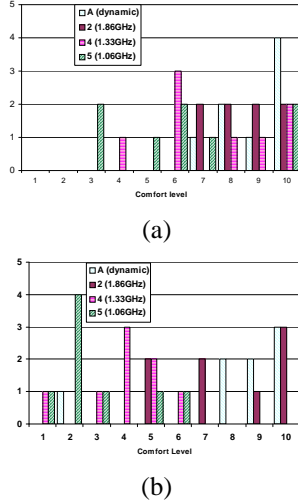 A (dynamic)
2 (1.86GHz)
4 (1.33GHz)
5 (1.06GHz)
5
4
3
2
1
0
1 2 3 4 5 6 7 8 9 10
Comfort level
(a)
A (dynamic)
2 (1.86GHz)
4 (1.33GHz)
5 (1.06GHz)
5
4
3
2
1
0
1 2 3 4 5 6 7 8 9 10
Comfort Level
(b)